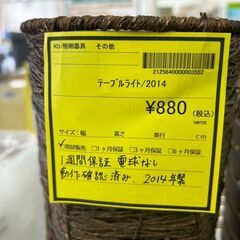 KD/照明器具 その他
2125640000003552
テーブルライト/2014
¥880 (税込)
190723
サイズ:幅 高さ 奥行 cm
☑現状販売 □1ヶ月保証 □3ヶ月保証 □6ヶ月保証
1週間保証 電球なし
動作確認済み、2014年製